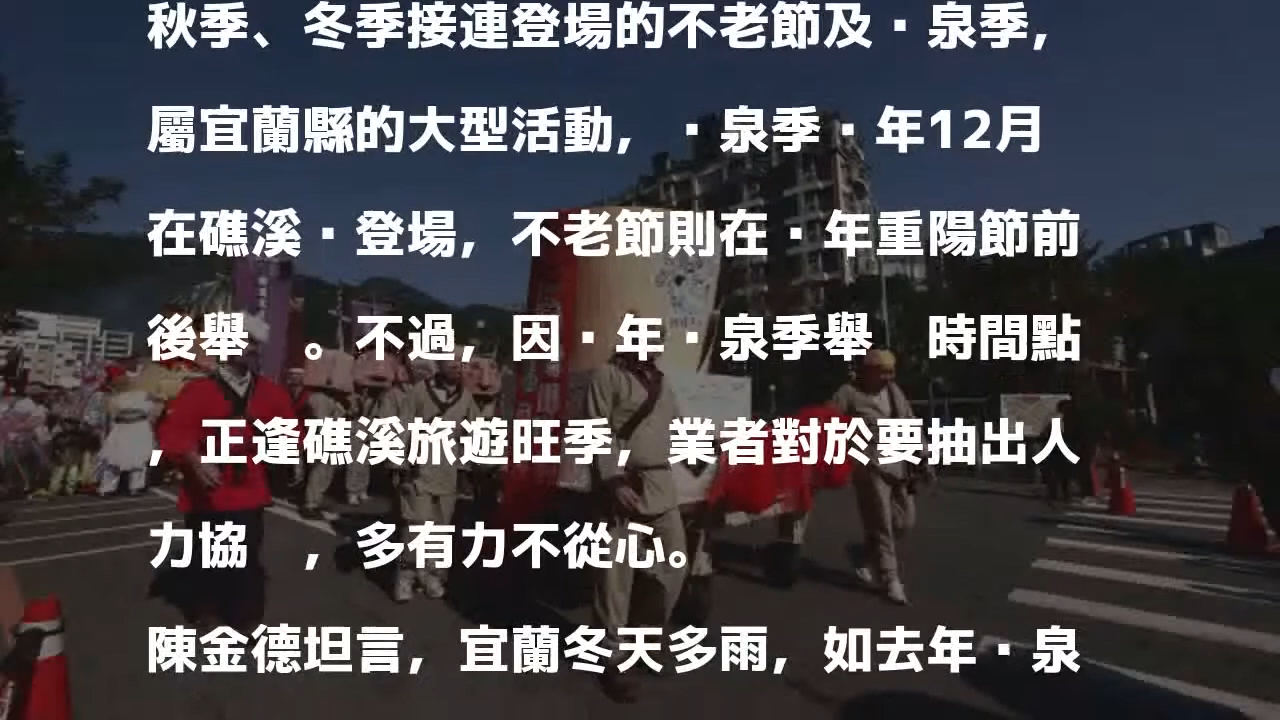 秋季、冬季接連登場的不老節及·泉季，
屬宜蘭縣的大型活動，·泉季·年12月
在礁溪·登場，不老節則在·年重陽節前
後舉　。不過，因·年·泉季舉　時間點
，正逢礁溪旅遊旺季，業者對於要抽出人
力協　，多有力不從心。
陳金德坦言，宜蘭冬天多雨，如去年·泉